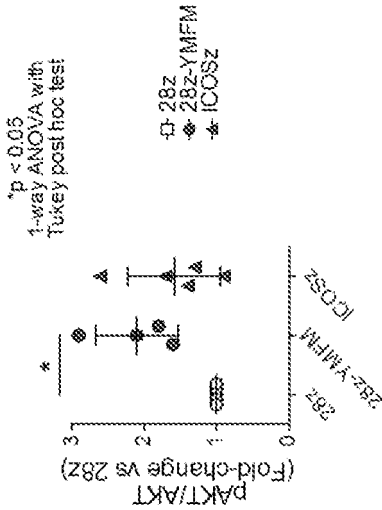 *p < 0.05
1-way ANOVA with
Tukey post hoc test
28z
28z-YMFM
ICOSz
*
pAKT/AKT
(Fold-change vs 28z)
3
2
1
0
28z
28z-YMFM
ICOSz